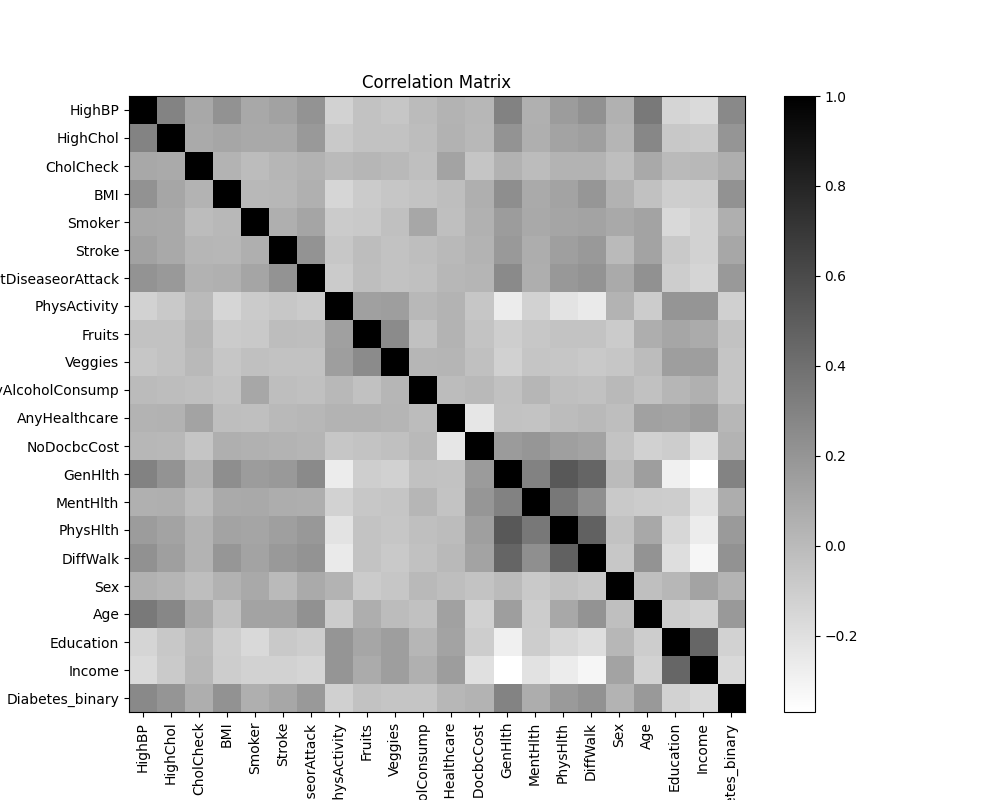 Correlation Matrix
HighBP
HighChol
CholCheck
BMI
Smoker
Stroke
tDiseaseorAttack
PhysActivity
Fruits
Veggies
yAlcoholConsump
AnyHealthcare
NoDocbcCost
GenHlth
MentHlth
PhysHlth
DiffWalk
Sex
Age
Education
Income
Diabetes_binary
HighBP
HighChol
CholCheck
BMI
Smoker
Stroke
seorAttack
hysActivity
Fruits
Veggies
olConsump
Healthcare
DocbcCost
GenHlth
MentHlth
PhysHlth
DiffWalk
Sex
Age
Education
Income
etes_binary
1.0
0.8
0.6
0.4
0.2
0.0
−0.2